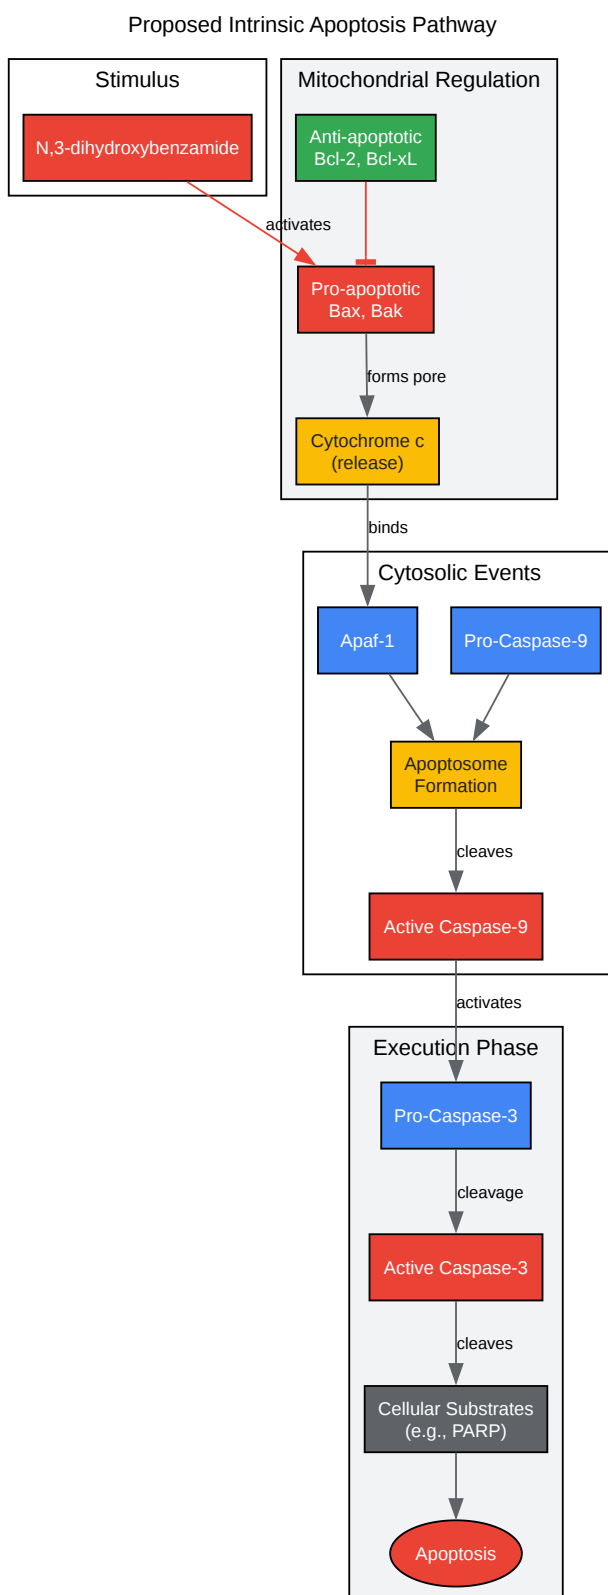 Proposed Intrinsic Apoptosis Pathway
Stimulus
N,3-dihydroxybenzamide
Mitochondrial Regulation
Anti-apoptotic
Bcl-2, Bcl-xL
activates
Pro-apoptotic
Bax, Bak
forms pore
Cytochrome c
(release)
binds
Cytosolic Events
Apaf-1
Pro-Caspase-9
Apoptosome
Formation
cleaves
Active Caspase-9
activates
Execution Phase
Pro-Caspase-3
cleavage
Active Caspase-3
cleaves
Cellular Substrates
(e.g., PARP)
Apoptosis